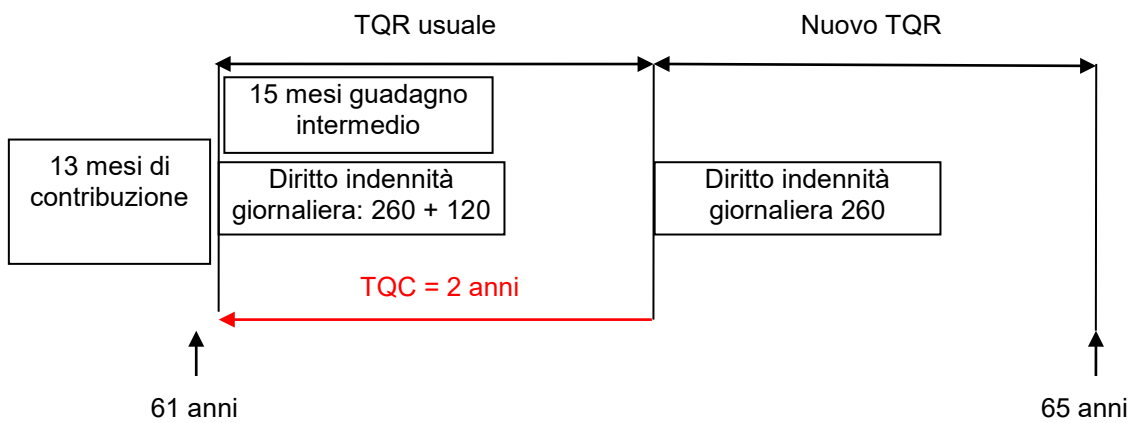 TQR usuale
Nuovo TQR
15 mesi guadagno
intermedio
13 mesi di
contribuzione
Diritto indennità
giornaliera: 260 + 120
Diritto indennità
giornaliera 260
TQC = 2 anni
61 anni
65 anni